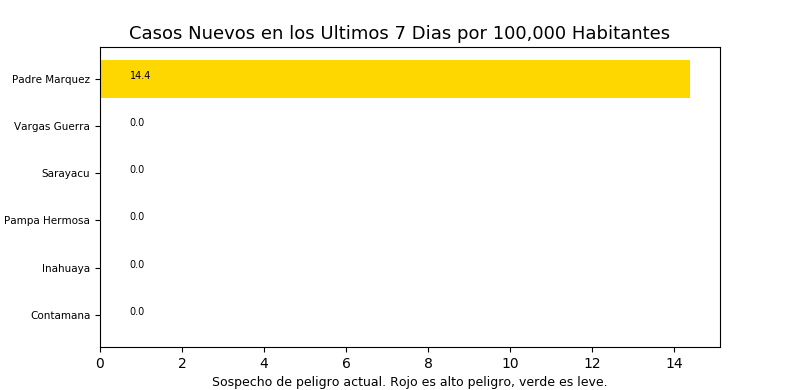 Casos Nuevos en los Ultimos 7 Dias por 100,000 Habitantes
Padre Marquez 14.4
Vargas Guerra 0.0
Sarayacu 0.0
Pampa Hermosa 0.0
Inahuaya 0.0
Contamana 0.0
0 2 4 6 8 10 12 14
Sospecho de peligro actual. Rojo es alto peligro, verde es leve.